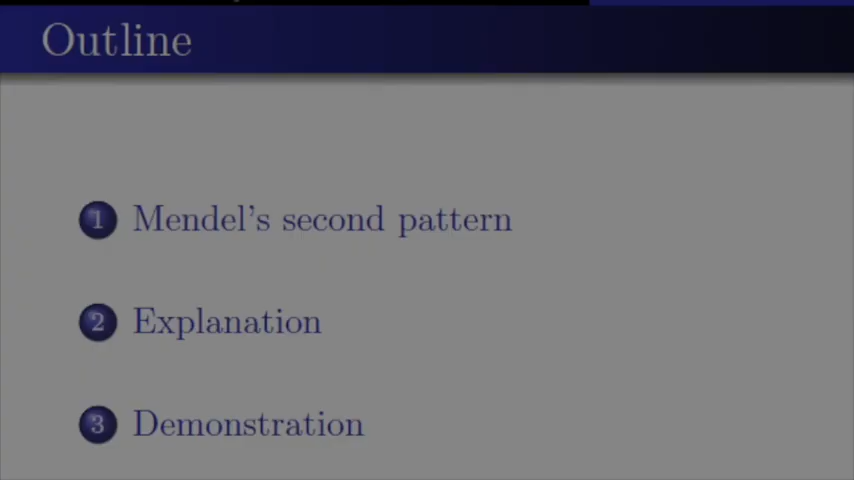 Outline
1 Mendel's second pattern
2 Explanation
3 Demonstration